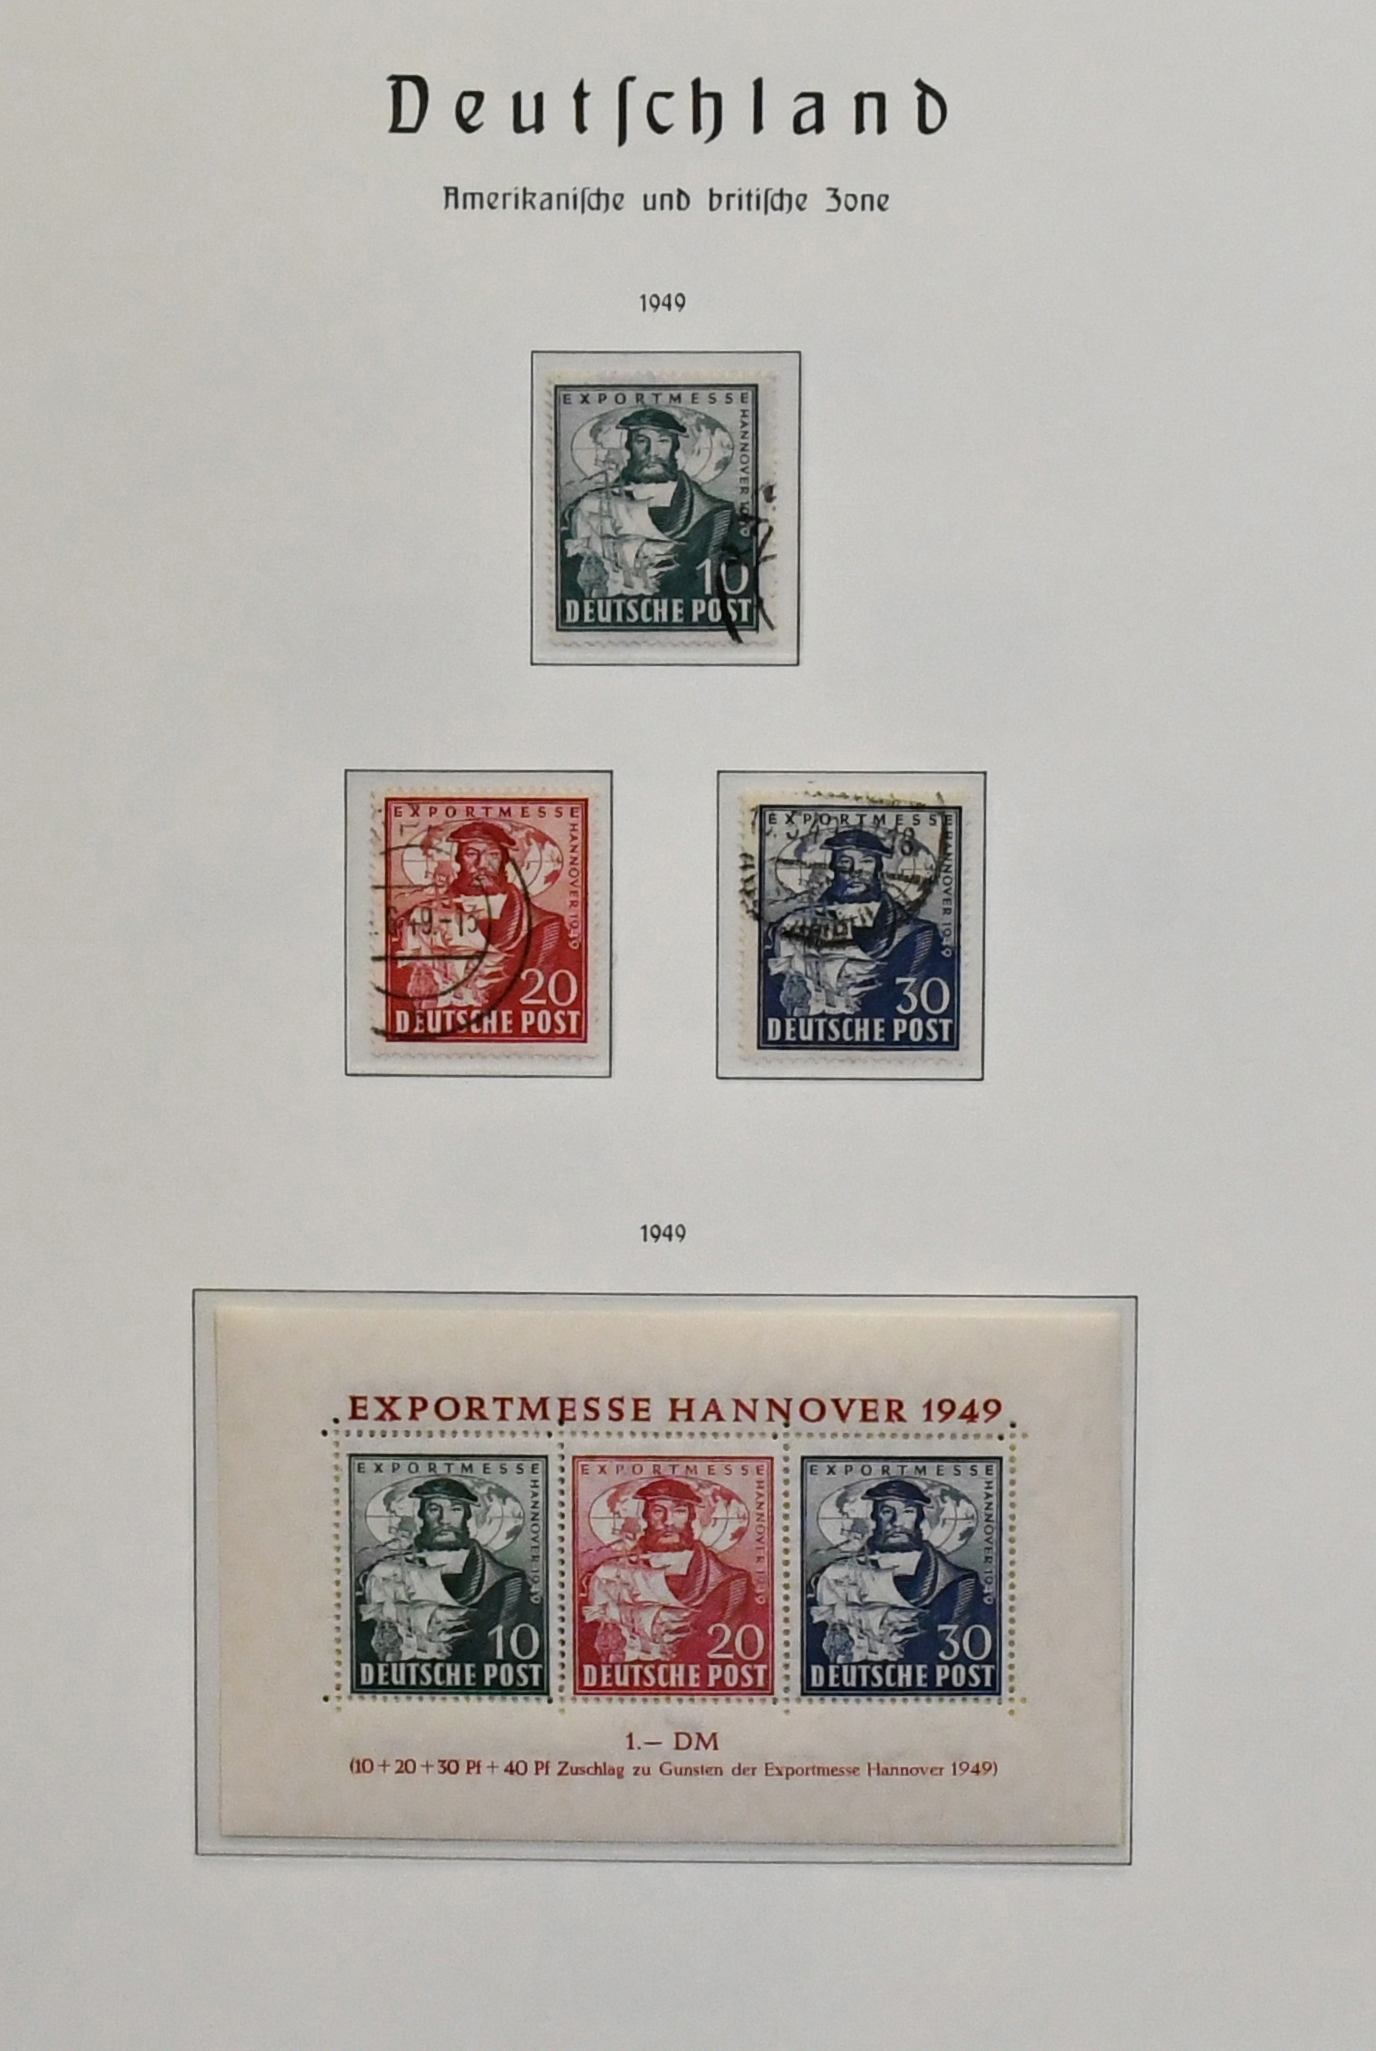 Deutſchland
Amerikaniſche und britiſche Zone
1949
EXPORTMESSE
HANNOVER 1949
10
DEUTSCHE POST
EXPORTMESSE
HANNOVER 1949
6.49.-13
20
DEUTSCHE POST
EXPORTMESSE
HANNOVER 1949
30
DEUTSCHE POST
1949
EXPORTMESSE HANNOVER 1949
EXPORTMESSE
HANNOVER 1949
10
DEUTSCHE POST
EXPORTMESSE
HANNOVER 1949
20
DEUTSCHE POST
EXPORTMESSE
HANNOVER 1949
30
DEUTSCHE POST
1.— DM
(10 + 20 + 30 Pf + 40 Pf Zuschlag zu Gunsten der Exportmesse Hannover 1949)